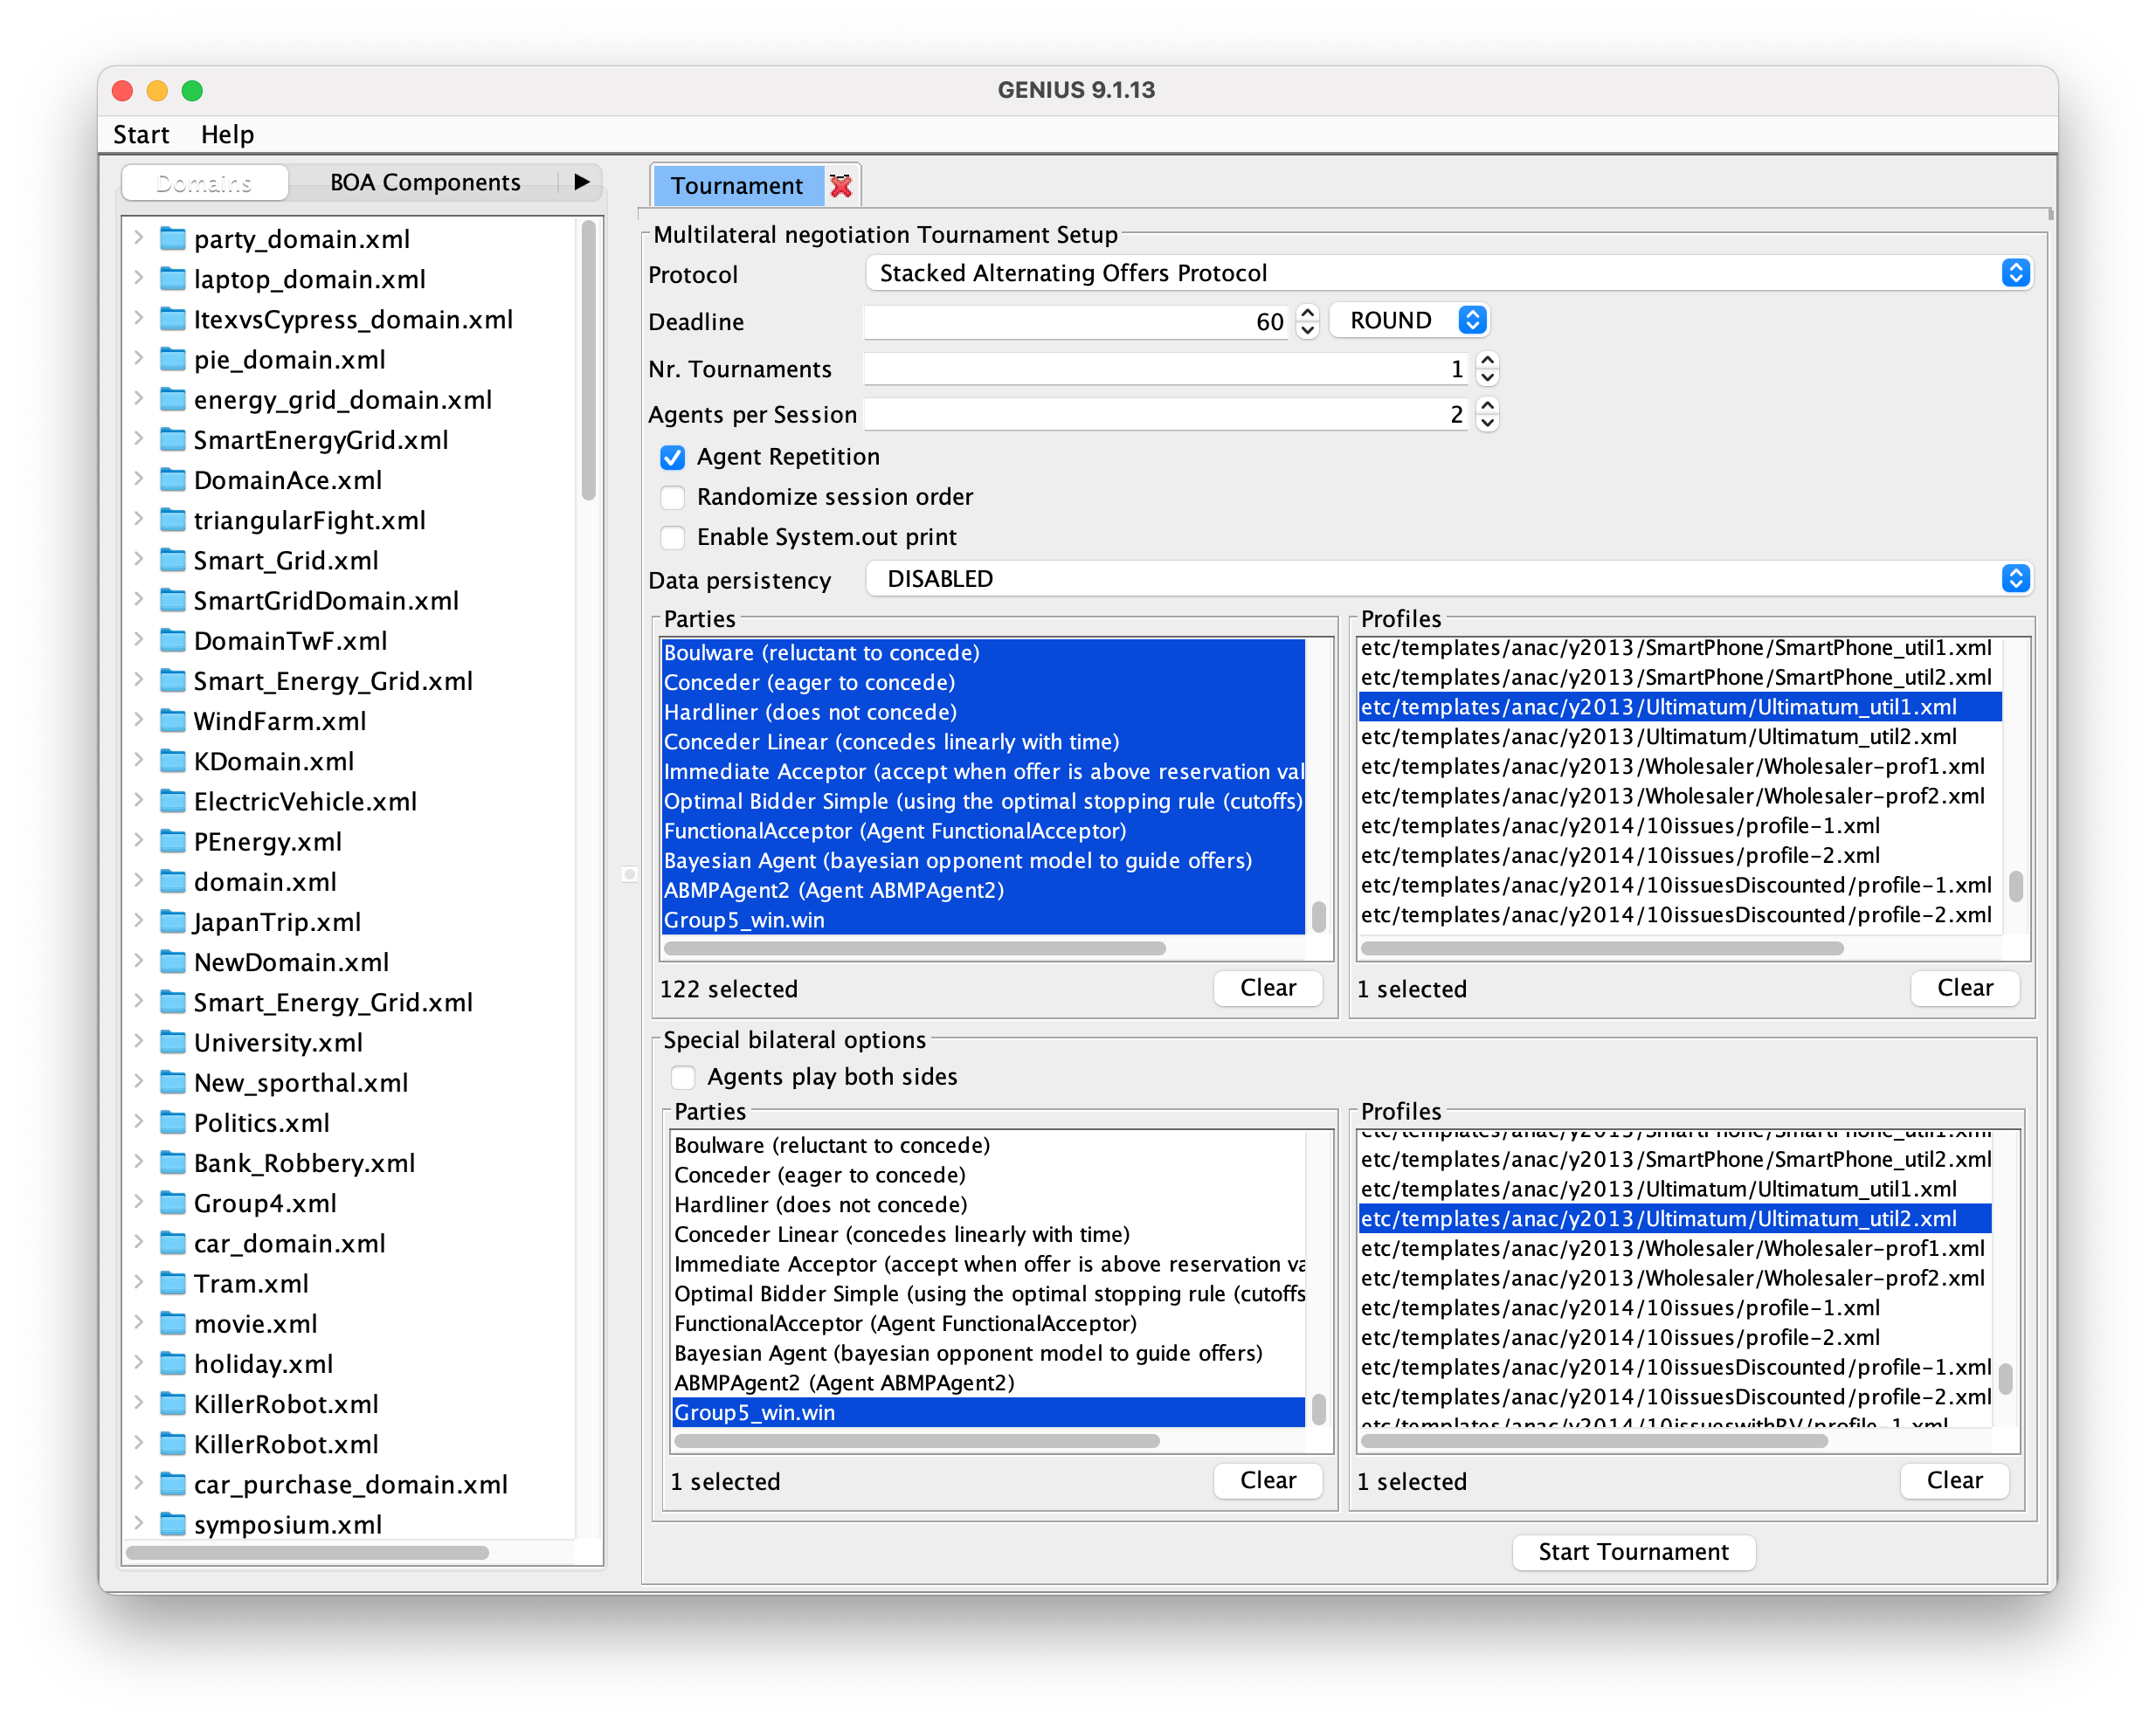 GENIUS 9.1.13
Start Help
Domains BOA Components
party_domain.xml
laptop_domain.xml
ItexvsCypress_domain.xml
pie_domain.xml
energy_grid_domain.xml
SmartEnergyGrid.xml
DomainAce.xml
triangularFight.xml
Smart_Grid.xml
SmartGridDomain.xml
DomainTwF.xml
Smart_Energy_Grid.xml
WindFarm.xml
KDomain.xml
ElectricVehicle.xml
PEnergy.xml
domain.xml
JapanTrip.xml
NewDomain.xml
Smart_Energy_Grid.xml
University.xml
New_sporthal.xml
Politics.xml
Bank_Robbery.xml
Group4.xml
car_domain.xml
Tram.xml
movie.xml
holiday.xml
KillerRobot.xml
KillerRobot.xml
car_purchase_domain.xml
symposium.xml
Tournament
Multilateral negotiation Tournament Setup
Protocol Stacked Alternating Offers Protocol
Deadline 60 ROUND
Nr. Tournaments 1
Agents per Session 2
Agent Repetition
Randomize session order
Enable System.out print
Data persistency DISABLED
Parties
Boulware (reluctant to concede)
Conceder (eager to concede)
Hardliner (does not concede)
Conceder Linear (concedes linearly with time)
Immediate Acceptor (accept when offer is above reservation val
Optimal Bidder Simple (using the optimal stopping rule (cutoffs)
FunctionalAcceptor (Agent FunctionalAcceptor)
Bayesian Agent (bayesian opponent model to guide offers)
ABMPAgent2 (Agent ABMPAgent2)
Group5_win.win
122 selected Clear
Profiles
etc/templates/anac/y2013/SmartPhone/SmartPhone_util1.xml
etc/templates/anac/y2013/SmartPhone/SmartPhone_util2.xml
etc/templates/anac/y2013/Ultimatum/Ultimatum_util1.xml
etc/templates/anac/y2013/Ultimatum/Ultimatum_util2.xml
etc/templates/anac/y2013/Wholesaler/Wholesaler-prof1.xml
etc/templates/anac/y2013/Wholesaler/Wholesaler-prof2.xml
etc/templates/anac/y2014/10issues/profile-1.xml
etc/templates/anac/y2014/10issues/profile-2.xml
etc/templates/anac/y2014/10issuesDiscounted/profile-1.xml
etc/templates/anac/y2014/10issuesDiscounted/profile-2.xml
1 selected Clear
Special bilateral options
Agents play both sides
Parties
Boulware (reluctant to concede)
Conceder (eager to concede)
Hardliner (does not concede)
Conceder Linear (concedes linearly with time)
Immediate Acceptor (accept when offer is above reservation va
Optimal Bidder Simple (using the optimal stopping rule (cutoffs
FunctionalAcceptor (Agent FunctionalAcceptor)
Bayesian Agent (bayesian opponent model to guide offers)
ABMPAgent2 (Agent ABMPAgent2)
Group5_win.win
1 selected Clear
Profiles
etc/templates/anac/y2013/SmartPhone/SmartPhone_util1.xml
etc/templates/anac/y2013/SmartPhone/SmartPhone_util2.xml
etc/templates/anac/y2013/Ultimatum/Ultimatum_util1.xml
etc/templates/anac/y2013/Ultimatum/Ultimatum_util2.xml
etc/templates/anac/y2013/Wholesaler/Wholesaler-prof1.xml
etc/templates/anac/y2013/Wholesaler/Wholesaler-prof2.xml
etc/templates/anac/y2014/10issues/profile-1.xml
etc/templates/anac/y2014/10issues/profile-2.xml
etc/templates/anac/y2014/10issuesDiscounted/profile-1.xml
etc/templates/anac/y2014/10issuesDiscounted/profile-2.xml
etc/templates/anac/y2014/10issueswithRV/profile-1.xml
1 selected Clear
Start Tournament